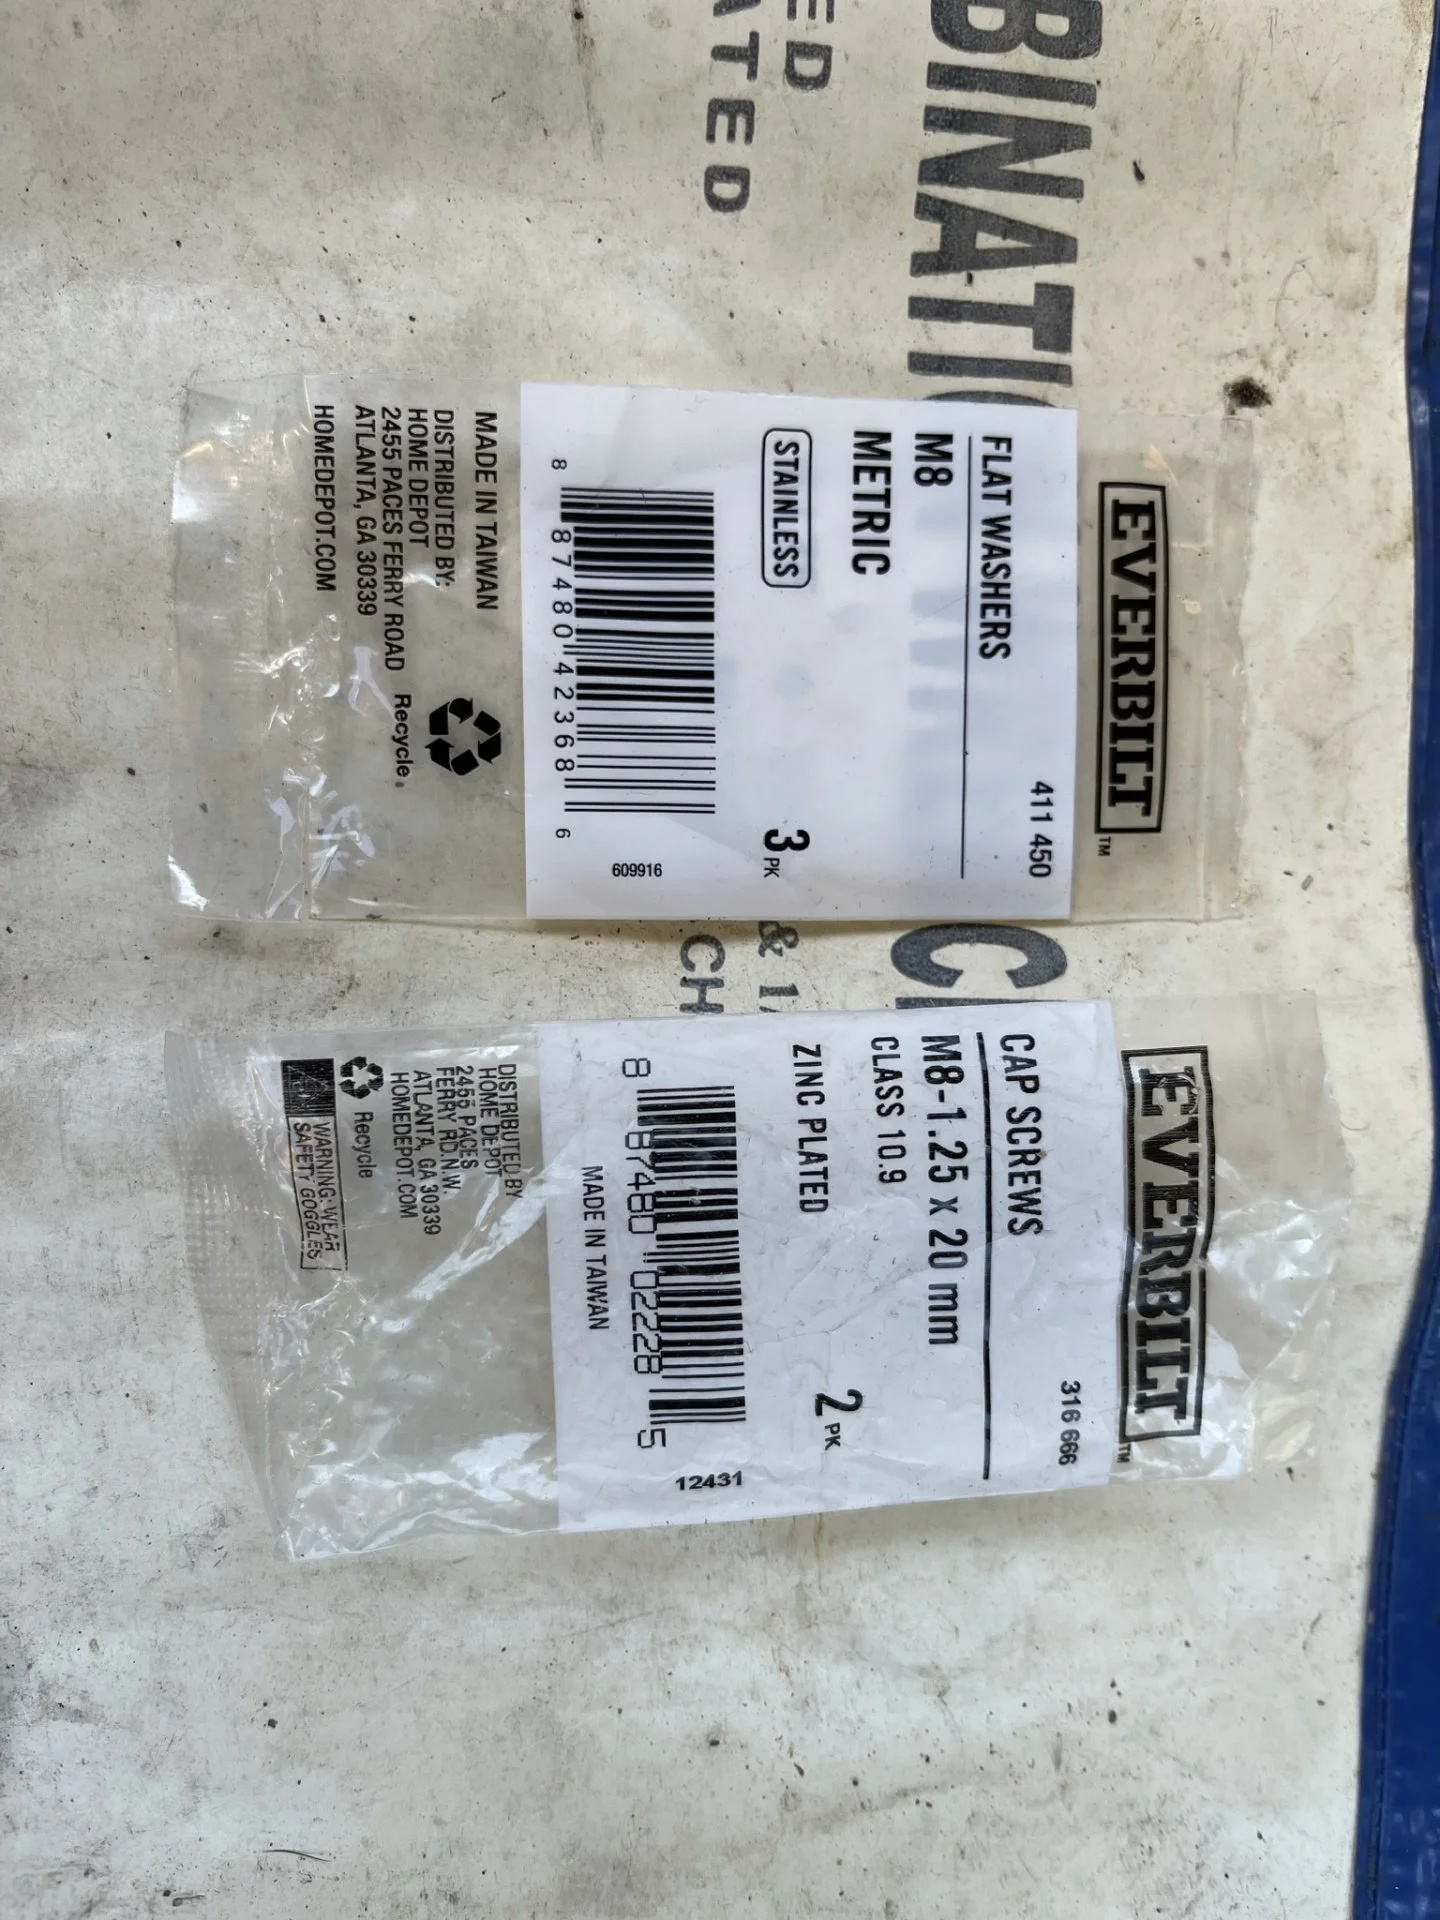 BINATI
ED
ATED
C
& 1
CH
EVERBILT™
411 450
FLAT WASHERS
M8
METRIC
STAINLESS
3 PK
609916
8 87480 42368 6
MADE IN TAIWAN
DISTRIBUTED BY:
HOME DEPOT
2455 PACES FERRY ROAD
ATLANTA, GA 30339
HOMEDEPOT.COM
Recycle
EVERBILT™
316 666
CAP SCREWS
M8-1.25 x 20 mm
CLASS 10.9
ZINC PLATED
2 PK
12431
8 87480 02228 5
MADE IN TAIWAN
DISTRIBUTED BY
HOME DEPOT
2455 PACES
FERRY RD.N.W.
ATLANTA, GA 30339
HOMEDEPOT.COM
Recycle
WARNING: WEAR
SAFETY GOGGLES